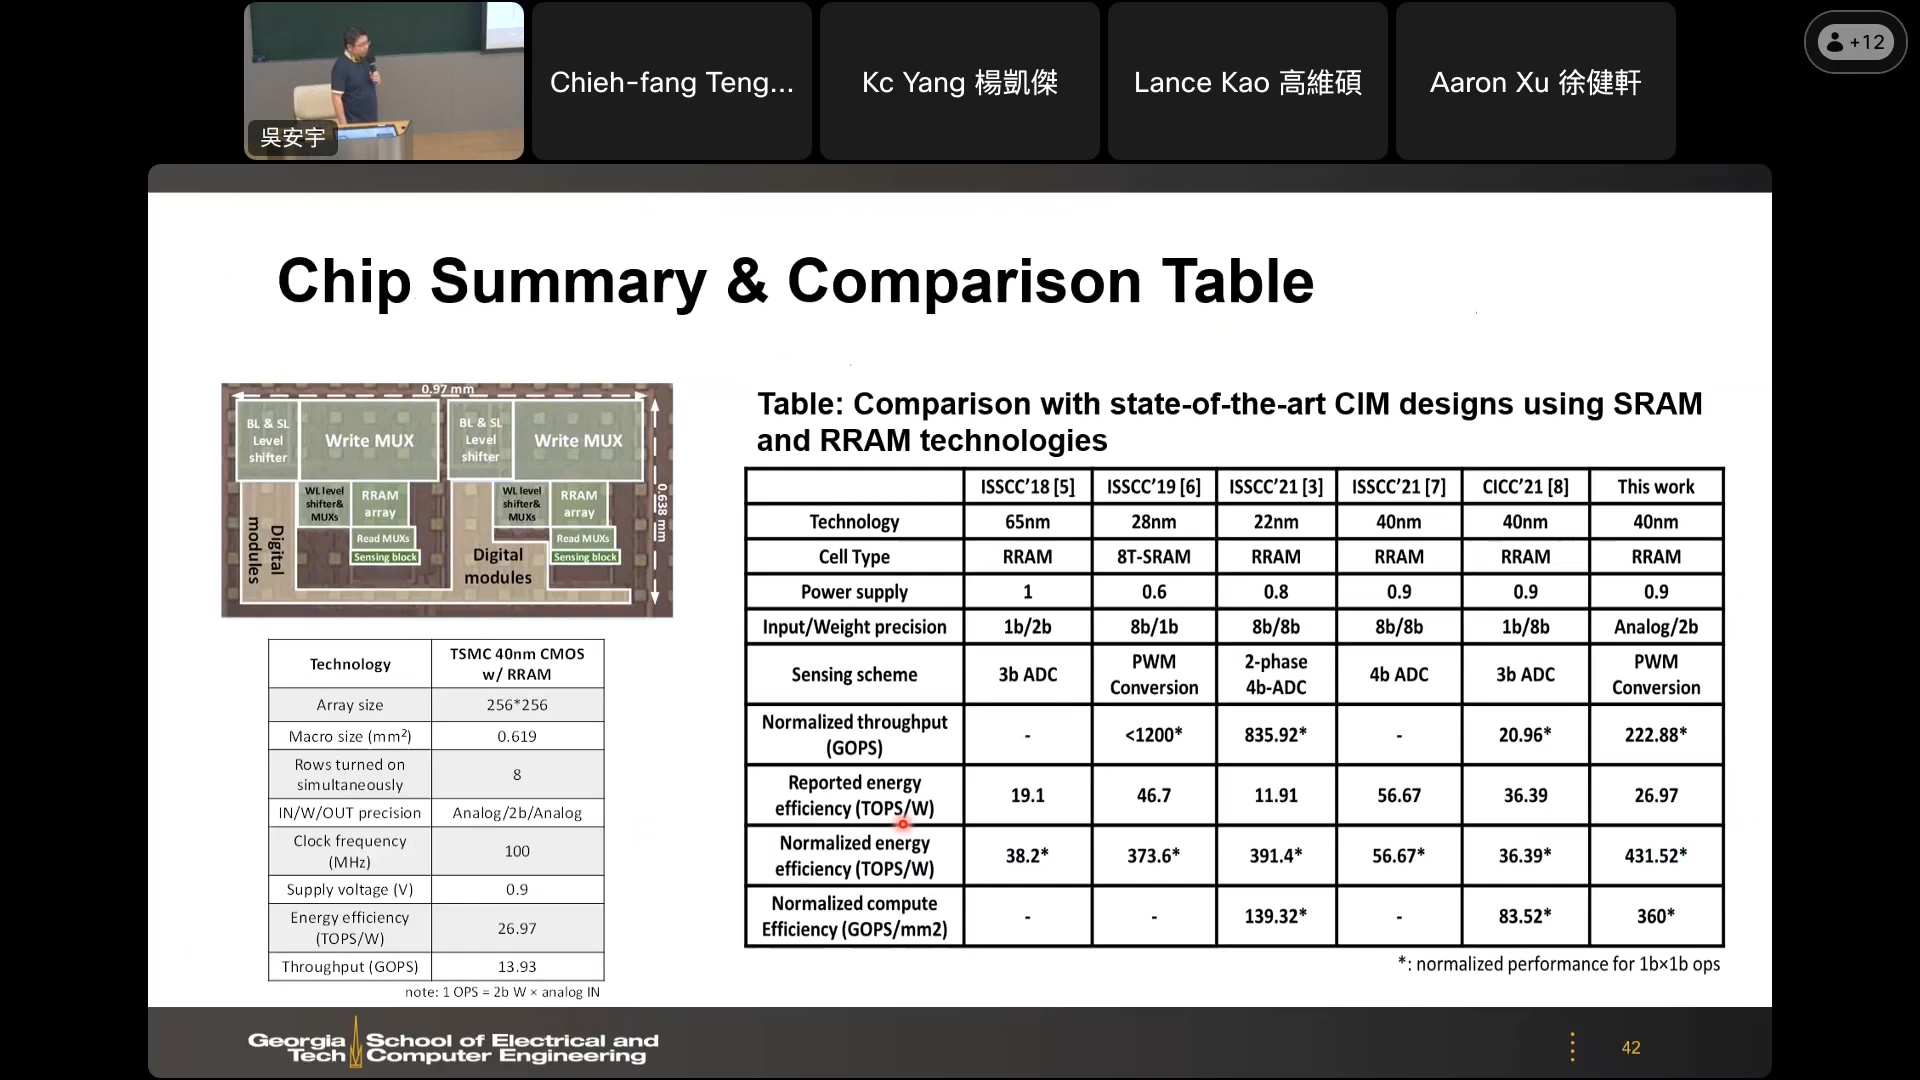 吳安宇
Chieh-fang Teng...
Kc Yang 楊凱傑
Lance Kao 高維碩
Aaron Xu 徐健軒
+12
Chip Summary & Comparison Table
0.97 mm
0.638 mm
BL & SL
Level
shifter
Write MUX
BL & SL
Level
shifter
Write MUX
WL level
shifter&
MUXs
RRAM
array
WL level
shifter&
MUXs
RRAM
array
Read MUXs
Sensing block
Read MUXs
Sensing block
Digital
modules
Digital
modules
Technology TSMC 40nm CMOS
w/ RRAM
Array size 256*256
Macro size (mm²) 0.619
Rows turned on
simultaneously 8
IN/W/OUT precision Analog/2b/Analog
Clock frequency
(MHz) 100
Supply voltage (V) 0.9
Energy efficiency
(TOPS/W) 26.97
Throughput (GOPS) 13.93
note: 1 OPS = 2b W × analog IN
Table: Comparison with state-of-the-art CIM designs using SRAM
and RRAM technologies
ISSCC'18 [5] ISSCC'19 [6] ISSCC'21 [3] ISSCC'21 [7] CICC'21 [8] This work
Technology 65nm 28nm 22nm 40nm 40nm 40nm
Cell Type RRAM 8T-SRAM RRAM RRAM RRAM RRAM
Power supply 1 0.6 0.8 0.9 0.9 0.9
Input/Weight precision 1b/2b 8b/1b 8b/8b 8b/8b 1b/8b Analog/2b
Sensing scheme 3b ADC PWM Conversion 2-phase 4b-ADC 4b ADC 3b ADC PWM Conversion
Normalized throughput
(GOPS) - <1200* 835.92* - 20.96* 222.88*
Reported energy
efficiency (TOPS/W) 19.1 46.7 11.91 56.67 36.39 26.97
Normalized energy
efficiency (TOPS/W) 38.2* 373.6* 391.4* 56.67* 36.39* 431.52*
Normalized compute
Efficiency (GOPS/mm2) - - 139.32* - 83.52* 360*
*: normalized performance for 1b×1b ops
Georgia Tech
School of Electrical and
Computer Engineering
42